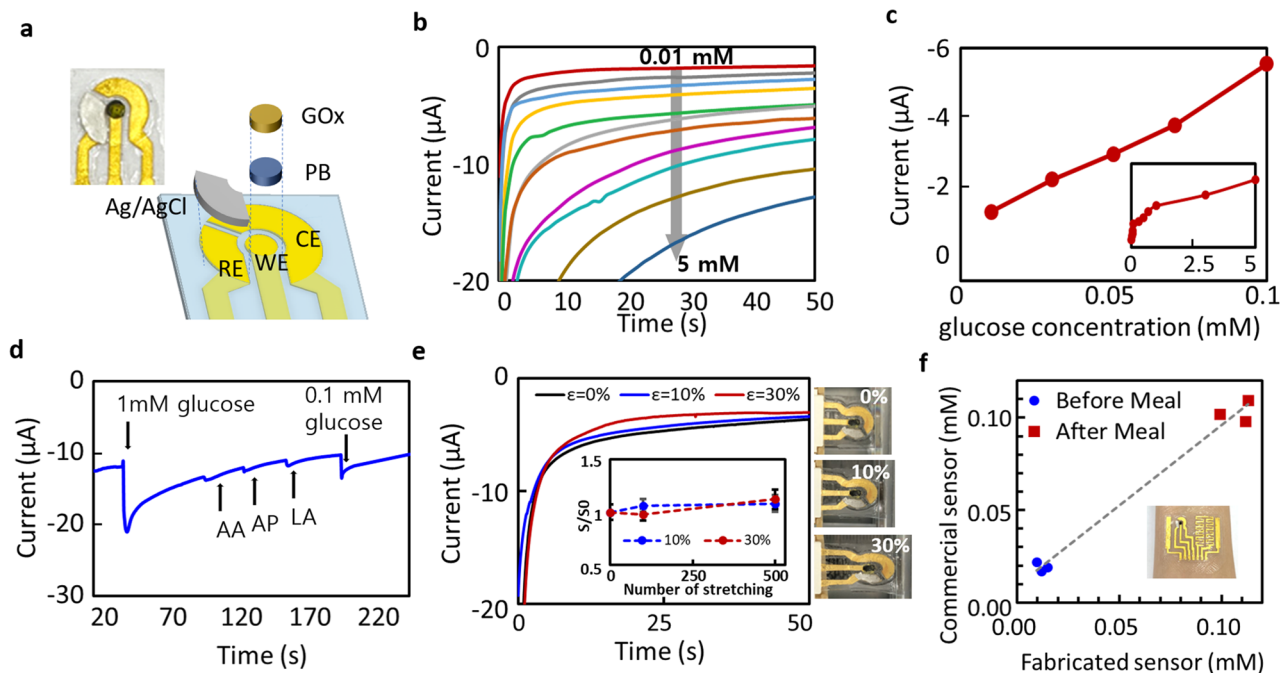 a
GOx
PB
Ag/AgCl
CE
WE
RE
b
0
-10
-20
Current (μA)
0.01 mM
5 mM
0
10
20
30
40
50
Time (s)
c
-6
-4
-2
0
Current (μA)
0
2.5
5
0
0.05
0.1
glucose concentration (mM)
d
0
-10
-20
-30
Current (μA)
1mM glucose
0.1 mM
glucose
AA
AP
LA
20
70
120
170
220
Time (s)
e
0
-10
-20
Current (μA)
ε=0%
ε=10%
ε=30%
1.5
1
0.5
S/S0
10%
30%
0
250
500
Number of stretching
0
25
50
Time (s)
0%
10%
30%
f
0.10
0.05
0.00
Commercial sensor (mM)
Before Meal
After Meal
0.00
0.05
0.10
Fabricated sensor (mM)